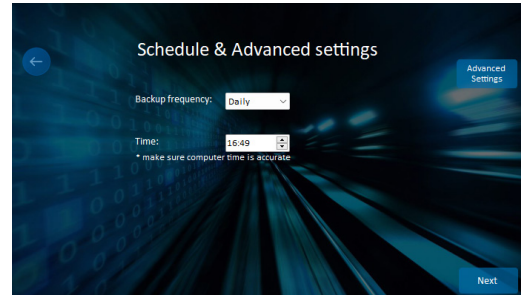 Schedule & Advanced settings
Advanced
Settings
Backup frequency: Daily
Time: 16:49
* make sure computer time is accurate
Next